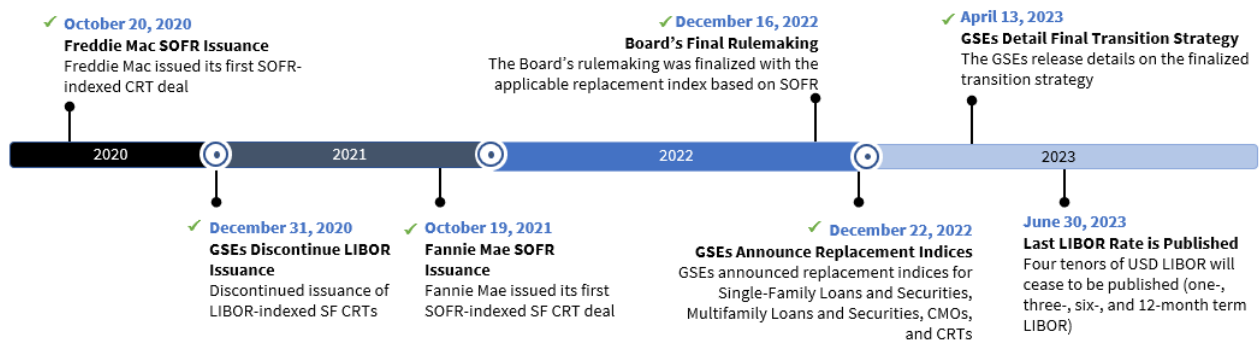 October 20, 2020
Freddie Mac SOFR Issuance
Freddie Mac issued its first SOFR-
indexed CRT deal
December 16, 2022
Board's Final Rulemaking
The Board's rulemaking was finalized with the
applicable replacement index based on SOFR
April 13, 2023
GSEs Detail Final Transition Strategy
The GSEs release details on the finalized
transition strategy
2020
2021
2022
2023
December 31, 2020
GSEs Discontinue LIBOR
Issuance
Discontinued issuance of
LIBOR-indexed SF CRTs
October 19, 2021
Fannie Mae SOFR
Issuance
Fannie Mae issued its first
SOFR-indexed SF CRT deal
December 22, 2022
GSEs Announce Replacement Indices
GSEs announced replacement indices for
Single-Family Loans and Securities,
Multifamily Loans and Securities, CMOs,
and CRTs
June 30, 2023
Last LIBOR Rate is Published
Four tenors of USD LIBOR will
cease to be published (one-,
three-, six-, and 12-month term
LIBOR)